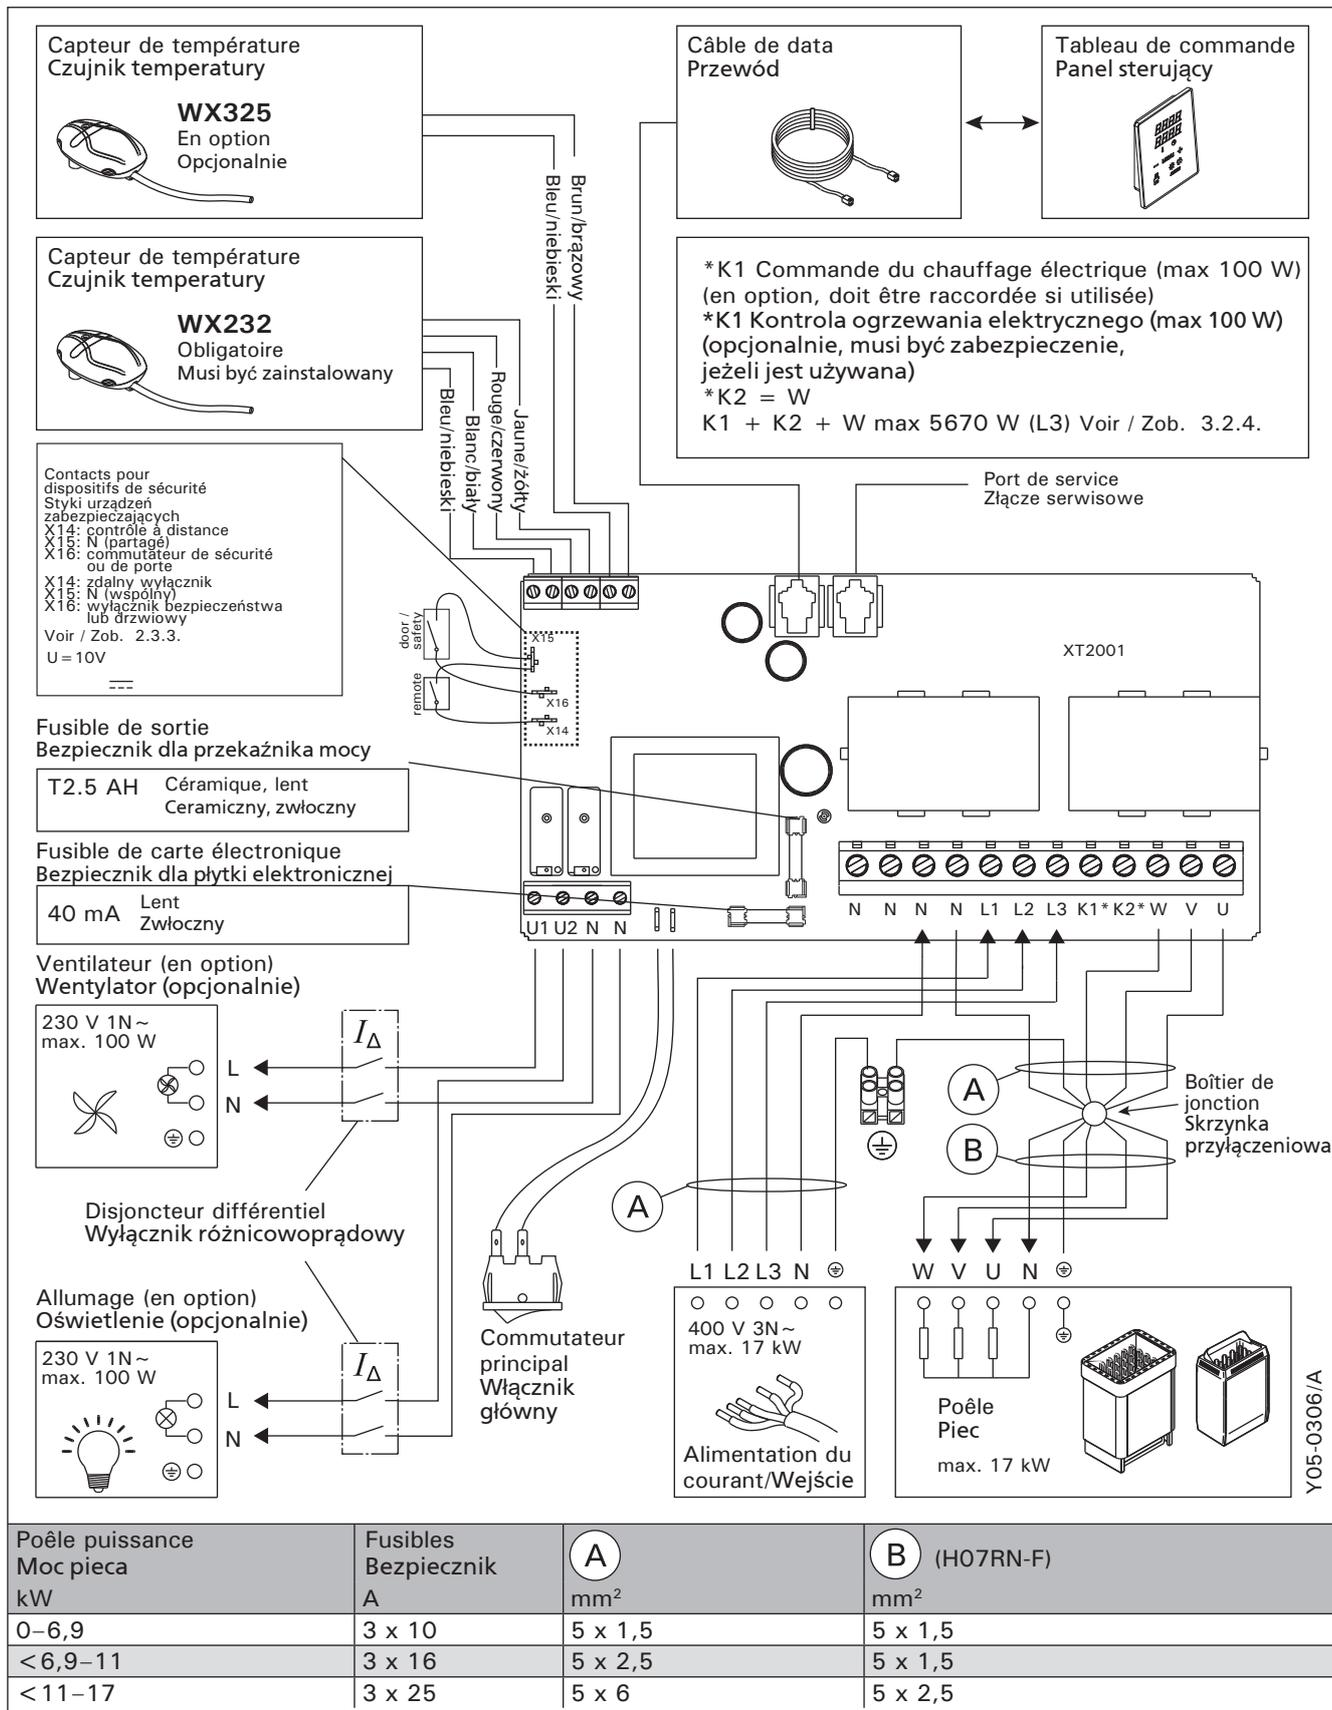 Capteur de température
Czujnik temperatury
WX325
En option
Opcjonalnie
Câble de data
Przewód
Tableau de commande
Panel sterujący
Brun/brązowy
Bleu/niebieski
Capteur de température
Czujnik temperatury
WX232
Obligatoire
Musi być zainstalowany
Jaune/żółty
Rouge/czerwony
Blanc/biały
Bleu/niebieski
*K1 Commande du chauffage électrique (max 100 W)
(en option, doit être raccordée si utilisée)
*K1 Kontrola ogrzewania elektrycznego (max 100 W)
(opcjonalnie, musi być zabezpieczenie,
jeżeli jest używana)
*K2 = W
K1 + K2 + W max 5670 W (L3) Voir / Zob. 3.2.4.
Contacts pour
dispositifs de sécurité
Styki urządzeń
zabezpieczających
X14: contrôle à distance
X15: N (partagé)
X16: commutateur de sécurité
ou de porte
X14: zdalny wyłącznik
X15: N (wspólny)
X16: wyłącznik bezpieczeństwa
lub drzwiowy
Voir / Zob. 2.3.3.
U=10V
Port de service
Złącze serwisowe
door /
safety
remote
X15
X16
X14
XT2001
Fusible de sortie
Bezpiecznik dla przekaźnika mocy
T2.5 AH
Céramique, lent
Ceramiczny, zwłoczny
Fusible de carte électronique
Bezpiecznik dla płytki elektronicznej
40 mA
Lent
Zwłoczny
U1 U2 N N
N N N N L1 L2 L3 K1* K2* W V U
Ventilateur (en option)
Wentylator (opcjonalnie)
230 V 1N~
max. 100 W
L
N
I∆
A
B
Boîtier de
jonction
Skrzynka
przyłączeniowa
A
Disjoncteur différentiel
Wyłącznik różnicowoprądowy
Allumage (en option)
Oświetlenie (opcjonalnie)
230 V 1N~
max. 100 W
L
N
I∆
Commutateur
principal
Włącznik
główny
L1 L2 L3 N
400 V 3N~
max. 17 kW
Alimentation du
courant/Wejście
W V U N
Poêle
Piec
max. 17 kW
Y05-0306/A
Poêle puissance
Moc pieca
kW
Fusibles
Bezpiecznik
A
A
mm²
B (H07RN-F)
mm²
0–6,9 3 x 10 5 x 1,5 5 x 1,5
<6,9–11 3 x 16 5 x 2,5 5 x 1,5
<11–17 3 x 25 5 x 6 5 x 2,5